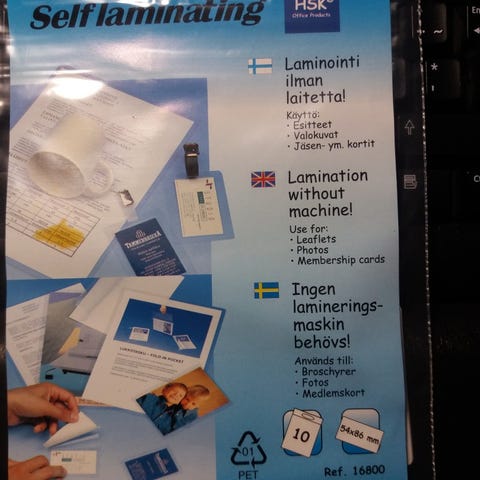 Self laminating
HSK®
Office Products
Laminointi
ilman
laitetta!
Käyttö:
• Esitteet
• Valokuvat
• Jäsen- ym. kortit
Lamination
without
machine!
Use for:
• Leaflets
• Photos
• Membership cards
Ingen
laminerings-
maskin
behövs!
Används till:
• Broschyrer
• Fotos
• Medlemskort
10
54x86 mm
01
PET
Ref. 16800